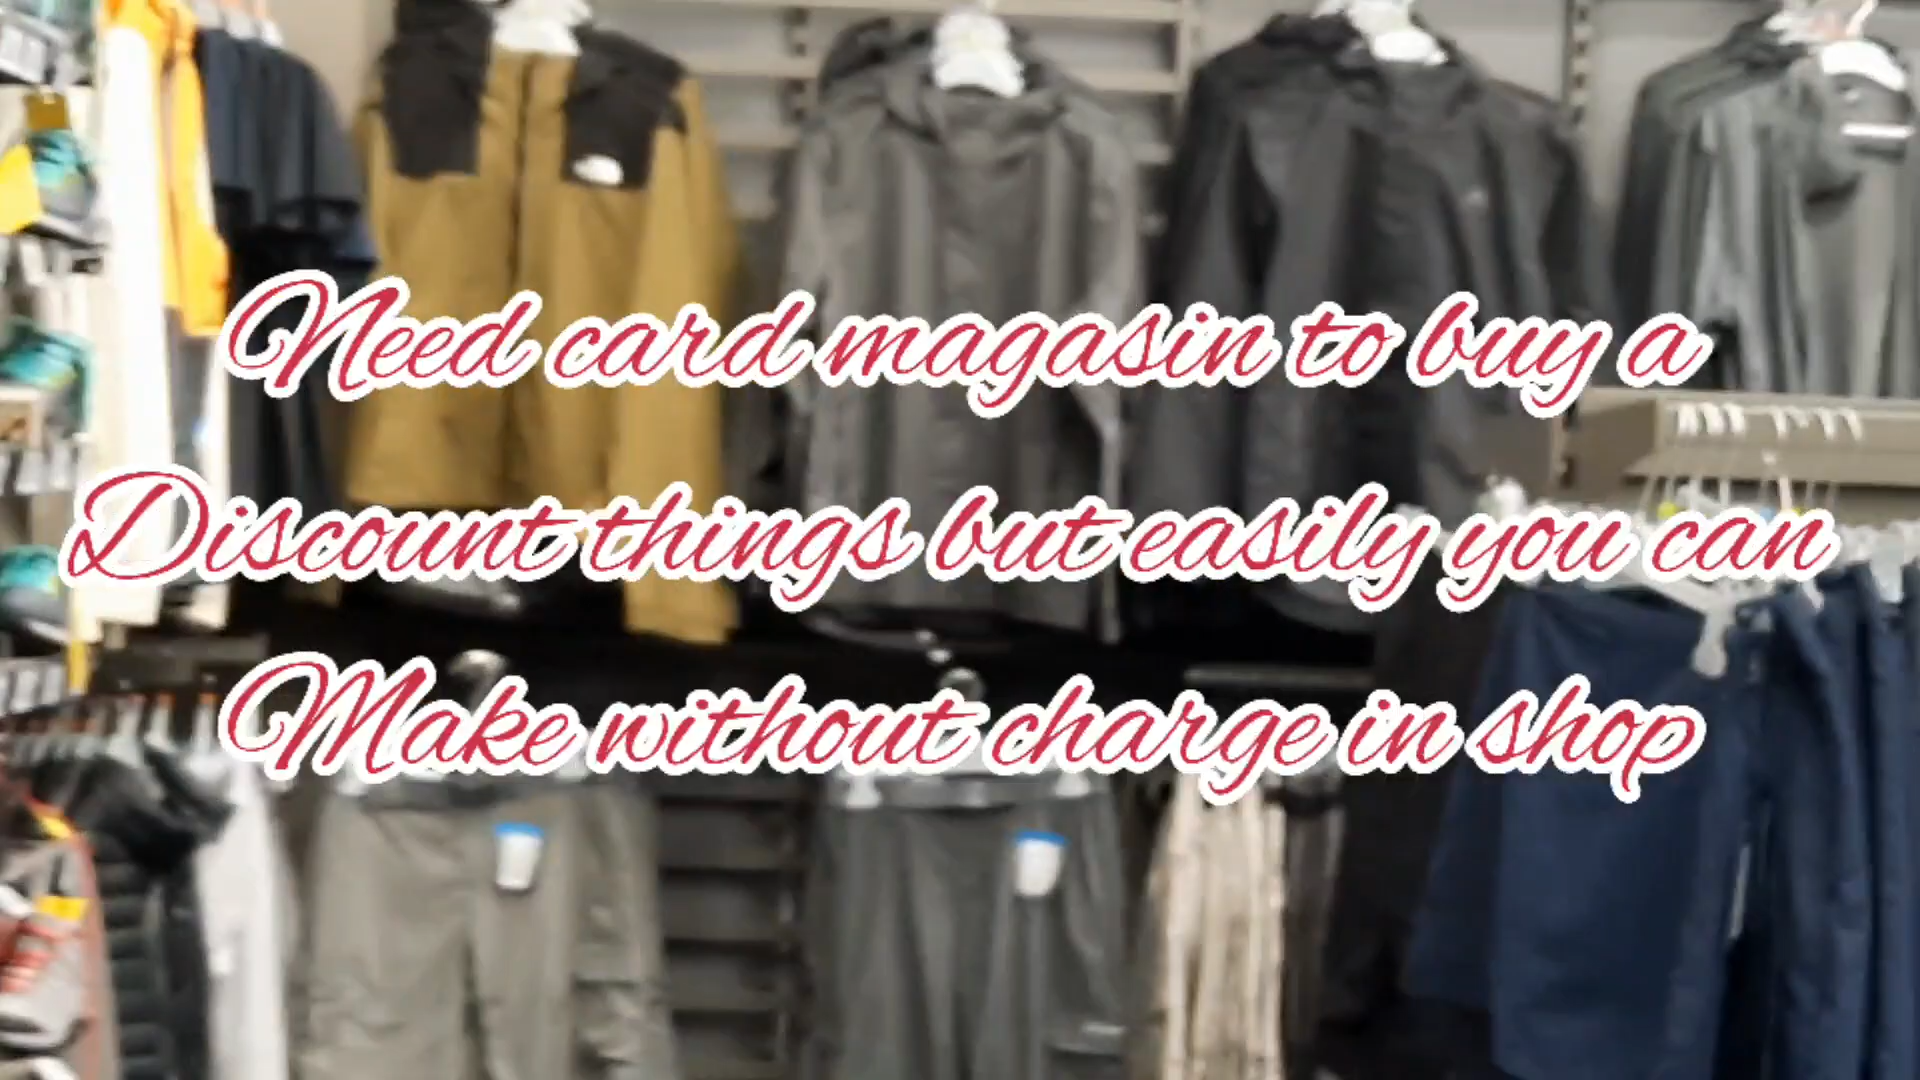 Need card magasin to buy a
Discount things but easily you can
Make without charge in shop